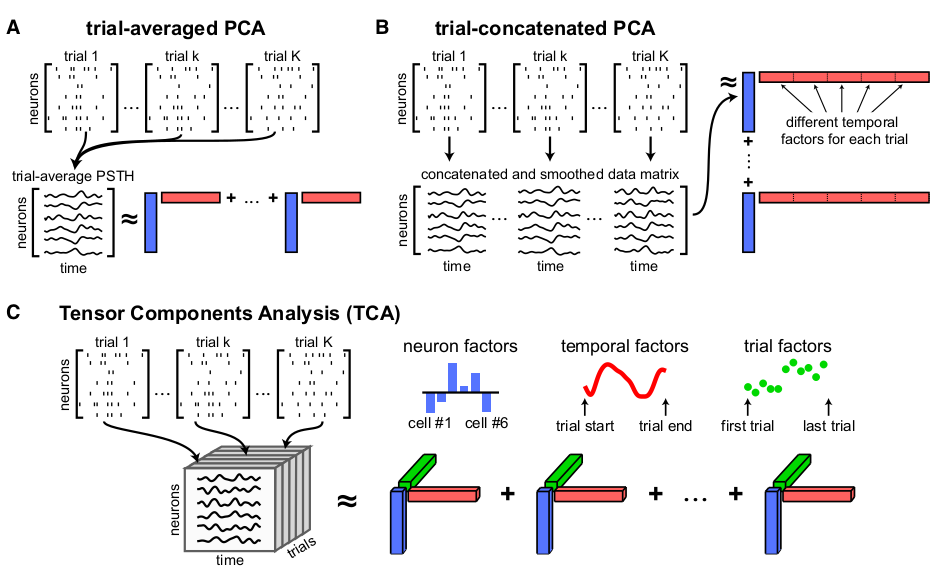 A trial-averaged PCA
trial 1 trial k trial K
neurons
... ...
trial-average PSTH
neurons
≈ + ... +
time
B trial-concatenated PCA
trial 1 trial k trial K
neurons
... ...
concatenated and smoothed data matrix
neurons
... ...
time time time
≈
different temporal
factors for each trial
+
...
+
C Tensor Components Analysis (TCA)
trial 1 trial k trial K
neurons
... ...
neurons
time
trials
neuron factors
cell #1 cell #6
temporal factors
trial start trial end
trial factors
first trial last trial
≈ + + ... +